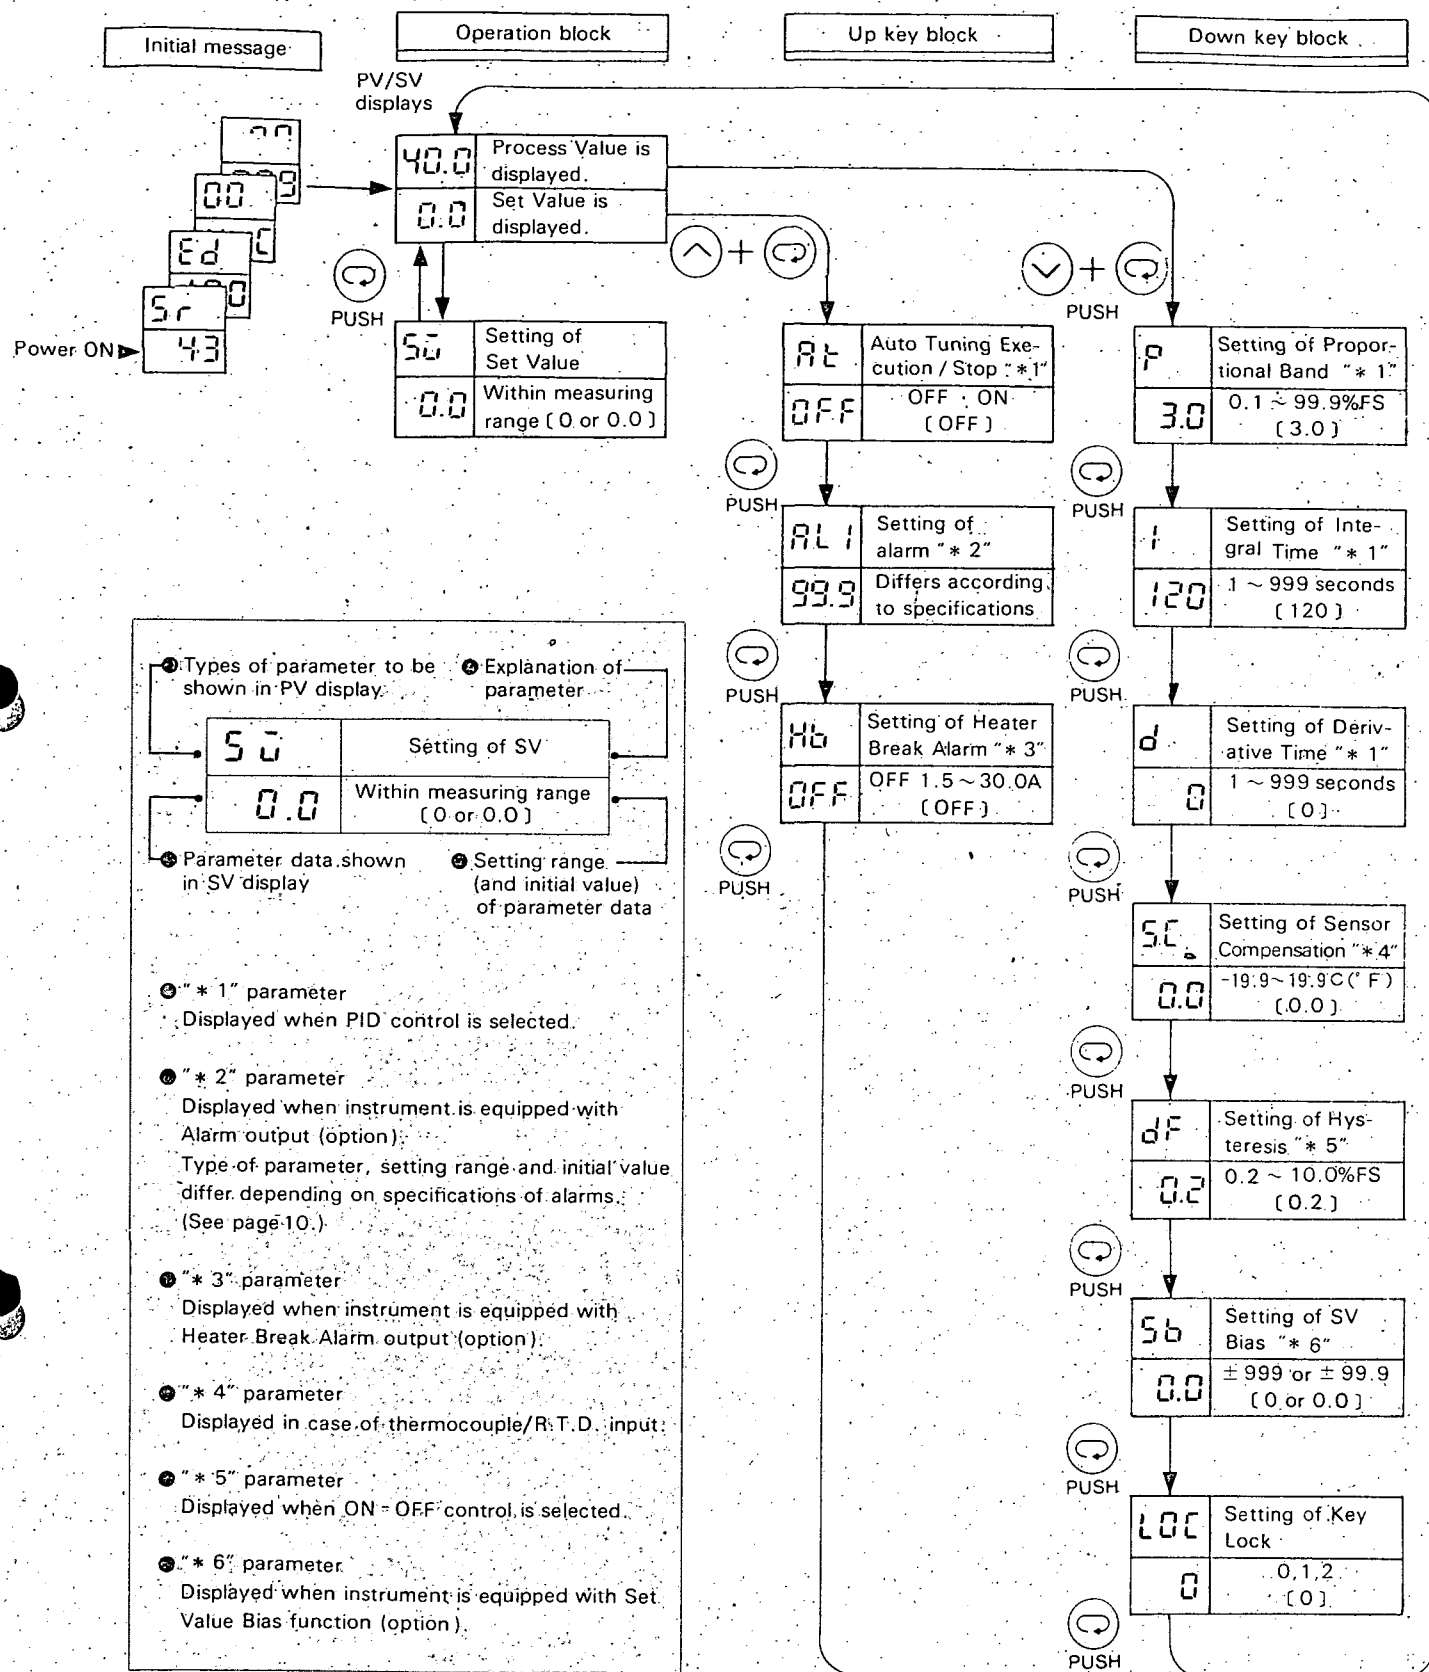 Initial message
Operation block
Up key block
Down key block
PV/SV
displays
40.0
Process Value is
displayed.
0.0
Set Value is
displayed.
00
Ed
Sr
43
Power ON
PUSH
Sv
Setting of
Set Value
0.0
Within measuring
range (0 or 0.0)
+
At
Auto Tuning Exe-
cution / Stop "*1"
OFF
OFF · ON
(OFF)
PUSH
AL1
Setting of
alarm "* 2"
99.9
Differs according
to specifications
PUSH
Hb
Setting of Heater
Break Alarm "* 3"
OFF
OFF 1.5 ~ 30.0A
(OFF)
PUSH
+
PUSH
P
Setting of Propor-
tional Band "* 1"
3.0
0.1 ~ 99.9%FS
(3.0)
PUSH
I
Setting of Inte-
gral Time "* 1"
120
1 ~ 999 seconds
(120)
PUSH
d
Setting of Deriv-
ative Time "* 1"
0
1 ~ 999 seconds
(0)
PUSH
S.C.
Setting of Sensor
Compensation "*4"
0.0
-19.9~19.9C(°F)
(0.0)
PUSH
dF
Setting of Hys-
teresis "* 5"
0.2
0.2 ~ 10.0%FS
(0.2)
PUSH
Sb
Setting of SV
Bias "* 6"
0.0
±999 or ±99.9
(0 or 0.0)
PUSH
LOC
Setting of Key
Lock
0
0,1,2
(0)
PUSH
Types of parameter to be
shown in PV display
Explanation of
parameter
Sv
Setting of SV
0.0
Within measuring range
(0 or 0.0)
Parameter data shown
in SV display
Setting range
(and initial value)
of parameter data
"* 1" parameter
Displayed when PID control is selected.
"* 2" parameter
Displayed when instrument is equipped with
Alarm output (option).
Type of parameter, setting range and initial value
differ depending on specifications of alarms.
(See page 10.)
"* 3" parameter
Displayed when instrument is equipped with
Heater Break Alarm output (option).
"* 4" parameter
Displayed in case of thermocouple/R.T.D. input.
"* 5" parameter
Displayed when ON - OFF control is selected.
"* 6" parameter
Displayed when instrument is equipped with Set
Value Bias function (option).